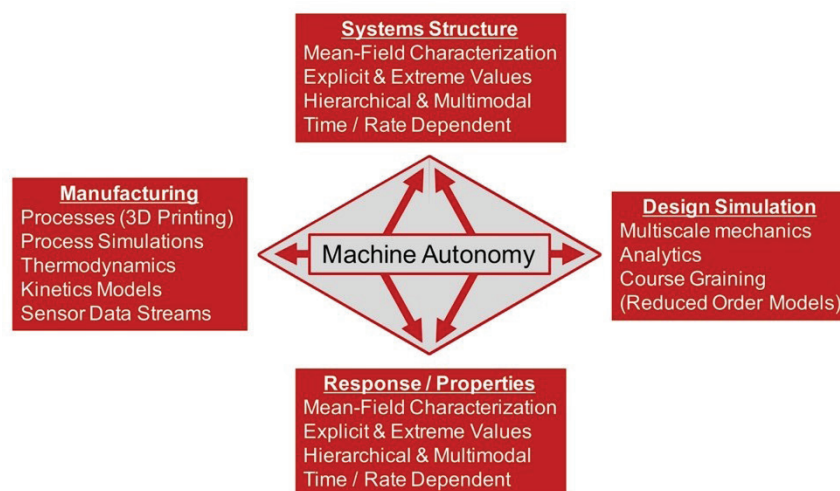 Systems Structure
Mean-Field Characterization
Explicit & Extreme Values
Hierarchical & Multimodal
Time / Rate Dependent
Manufacturing
Processes (3D Printing)
Process Simulations
Thermodynamics
Kinetics Models
Sensor Data Streams
Machine Autonomy
Design Simulation
Multiscale mechanics
Analytics
Course Graining
(Reduced Order Models)
Response / Properties
Mean-Field Characterization
Explicit & Extreme Values
Hierarchical & Multimodal
Time / Rate Dependent